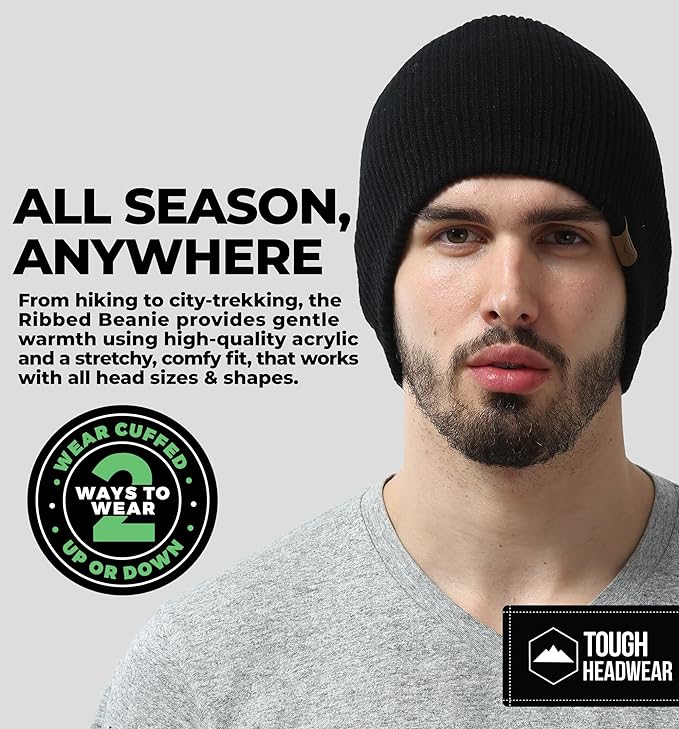 ALL SEASON,
ANYWHERE
From hiking to city-trekking, the
Ribbed Beanie provides gentle
warmth using high-quality acrylic
and a stretchy, comfy fit, that works
with all head sizes & shapes.
WEAR CUFFED
2
WAYS TO
WEAR
UP OR DOWN
TOUGH
HEADWEAR